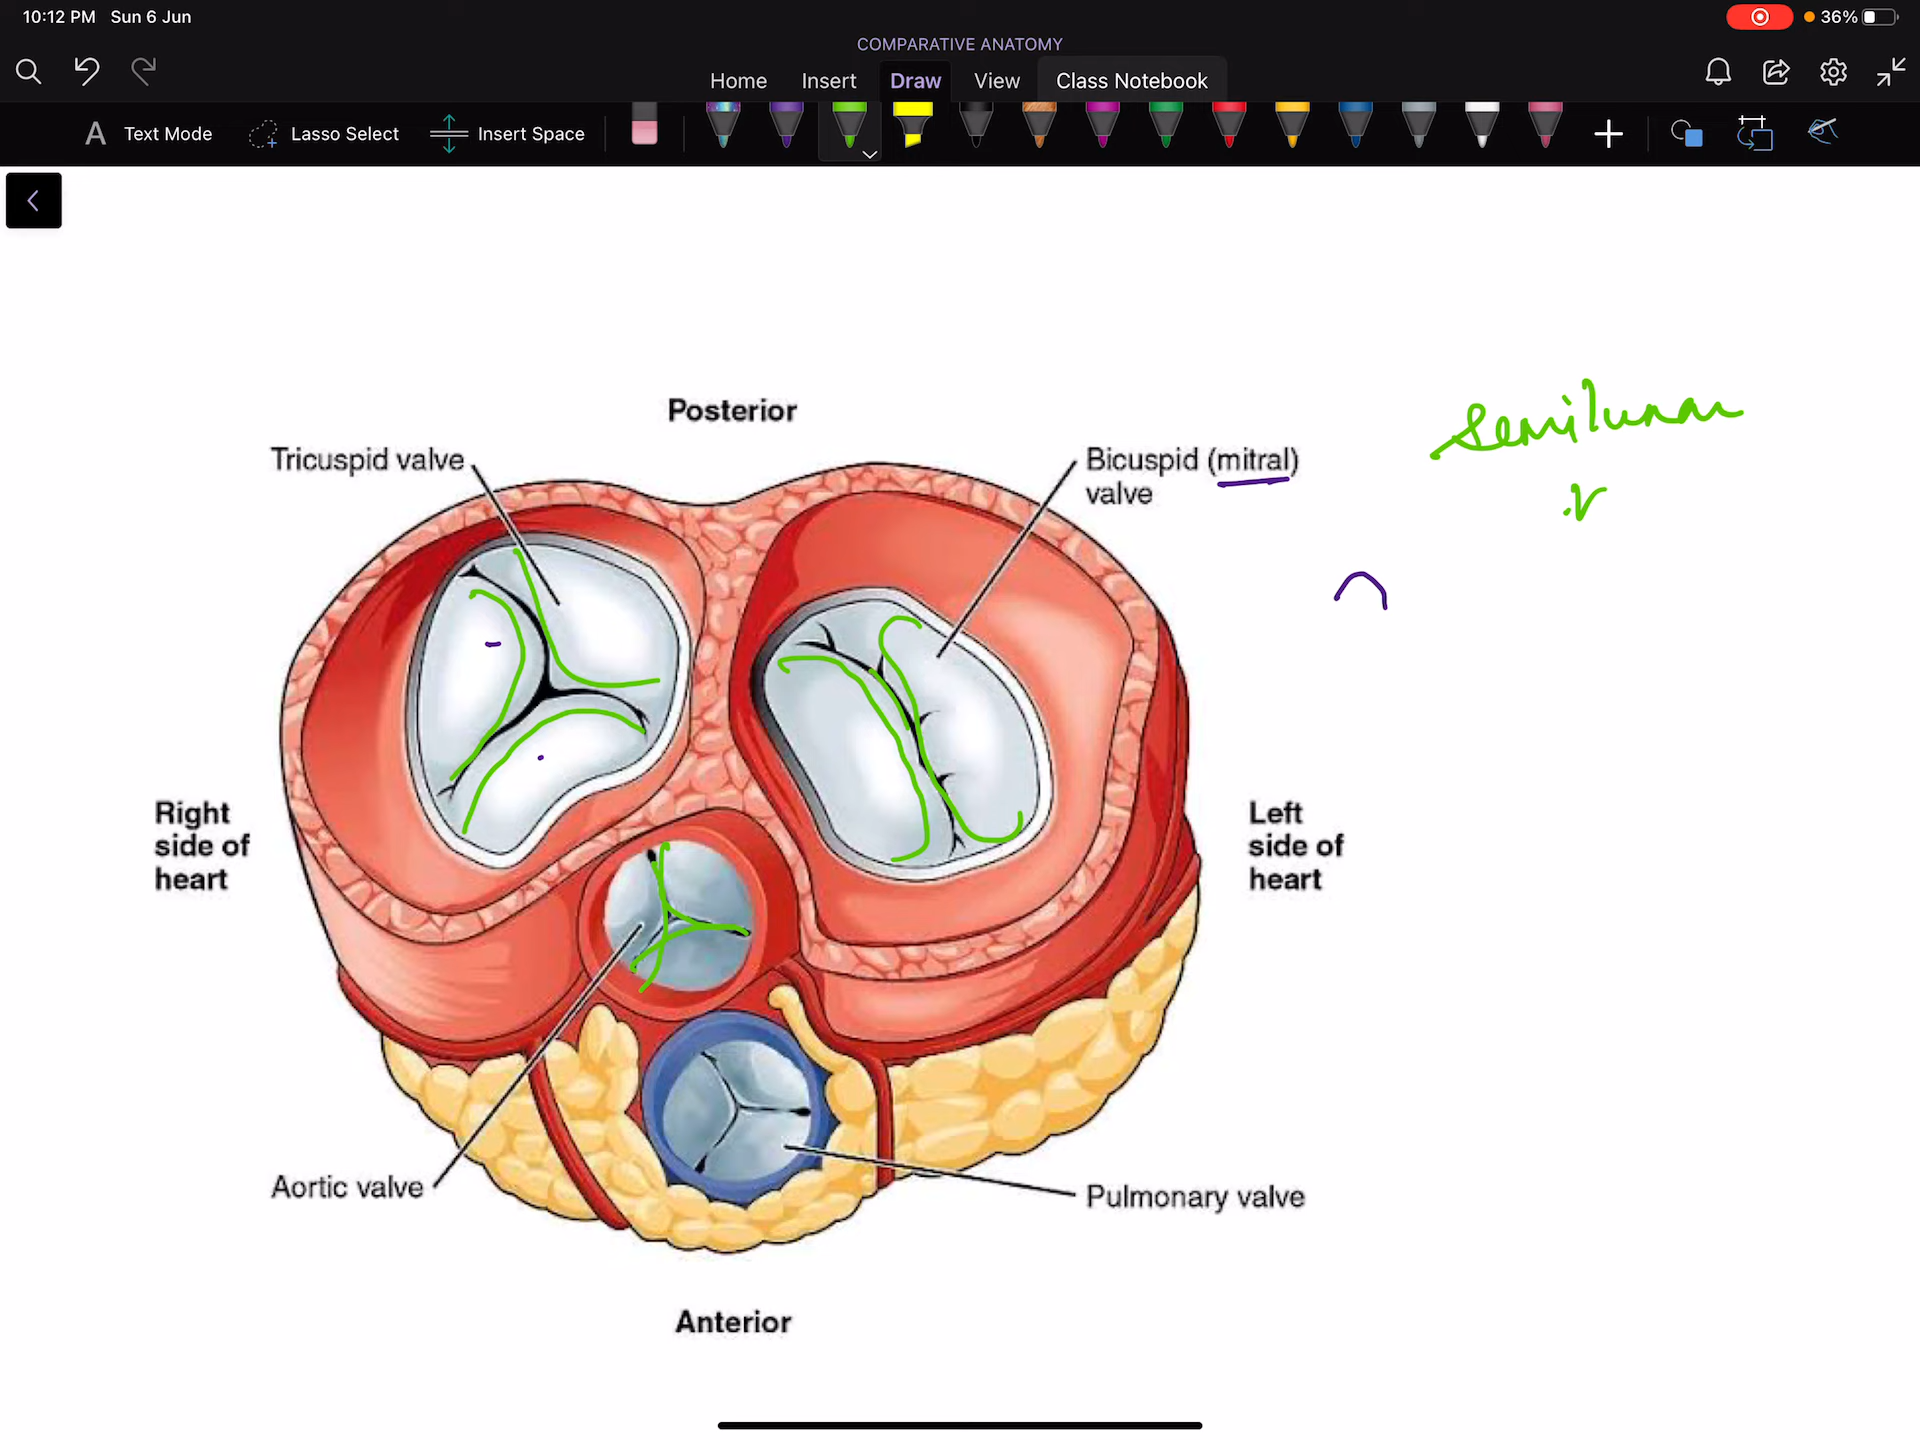 10:12 PM Sun 6 Jun
36%
COMPARATIVE ANATOMY
Home Insert Draw View Class Notebook
A Text Mode Lasso Select Insert Space
Posterior
Tricuspid valve
Bicuspid (mitral)
valve
Semilunar
v
Right
side of
heart
Left
side of
heart
Aortic valve
Pulmonary valve
Anterior